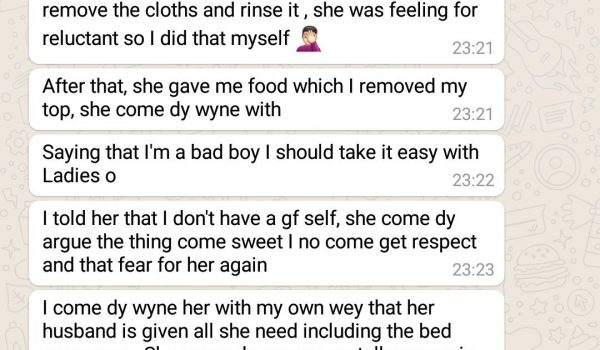 remove the cloths and rinse it , she was feeling for
reluctant so I did that myself 🤦🏻
23:21
After that, she gave me food which I removed my
top, she come dy wyne with
23:21
Saying that I'm a bad boy I should take it easy with
Ladies o
23:22
I told her that I don't have a gf self, she come dy
argue the thing come sweet I no come get respect
and that fear for her again
23:23
I come dy wyne her with my own wey that her
husband is given all she need including the bed